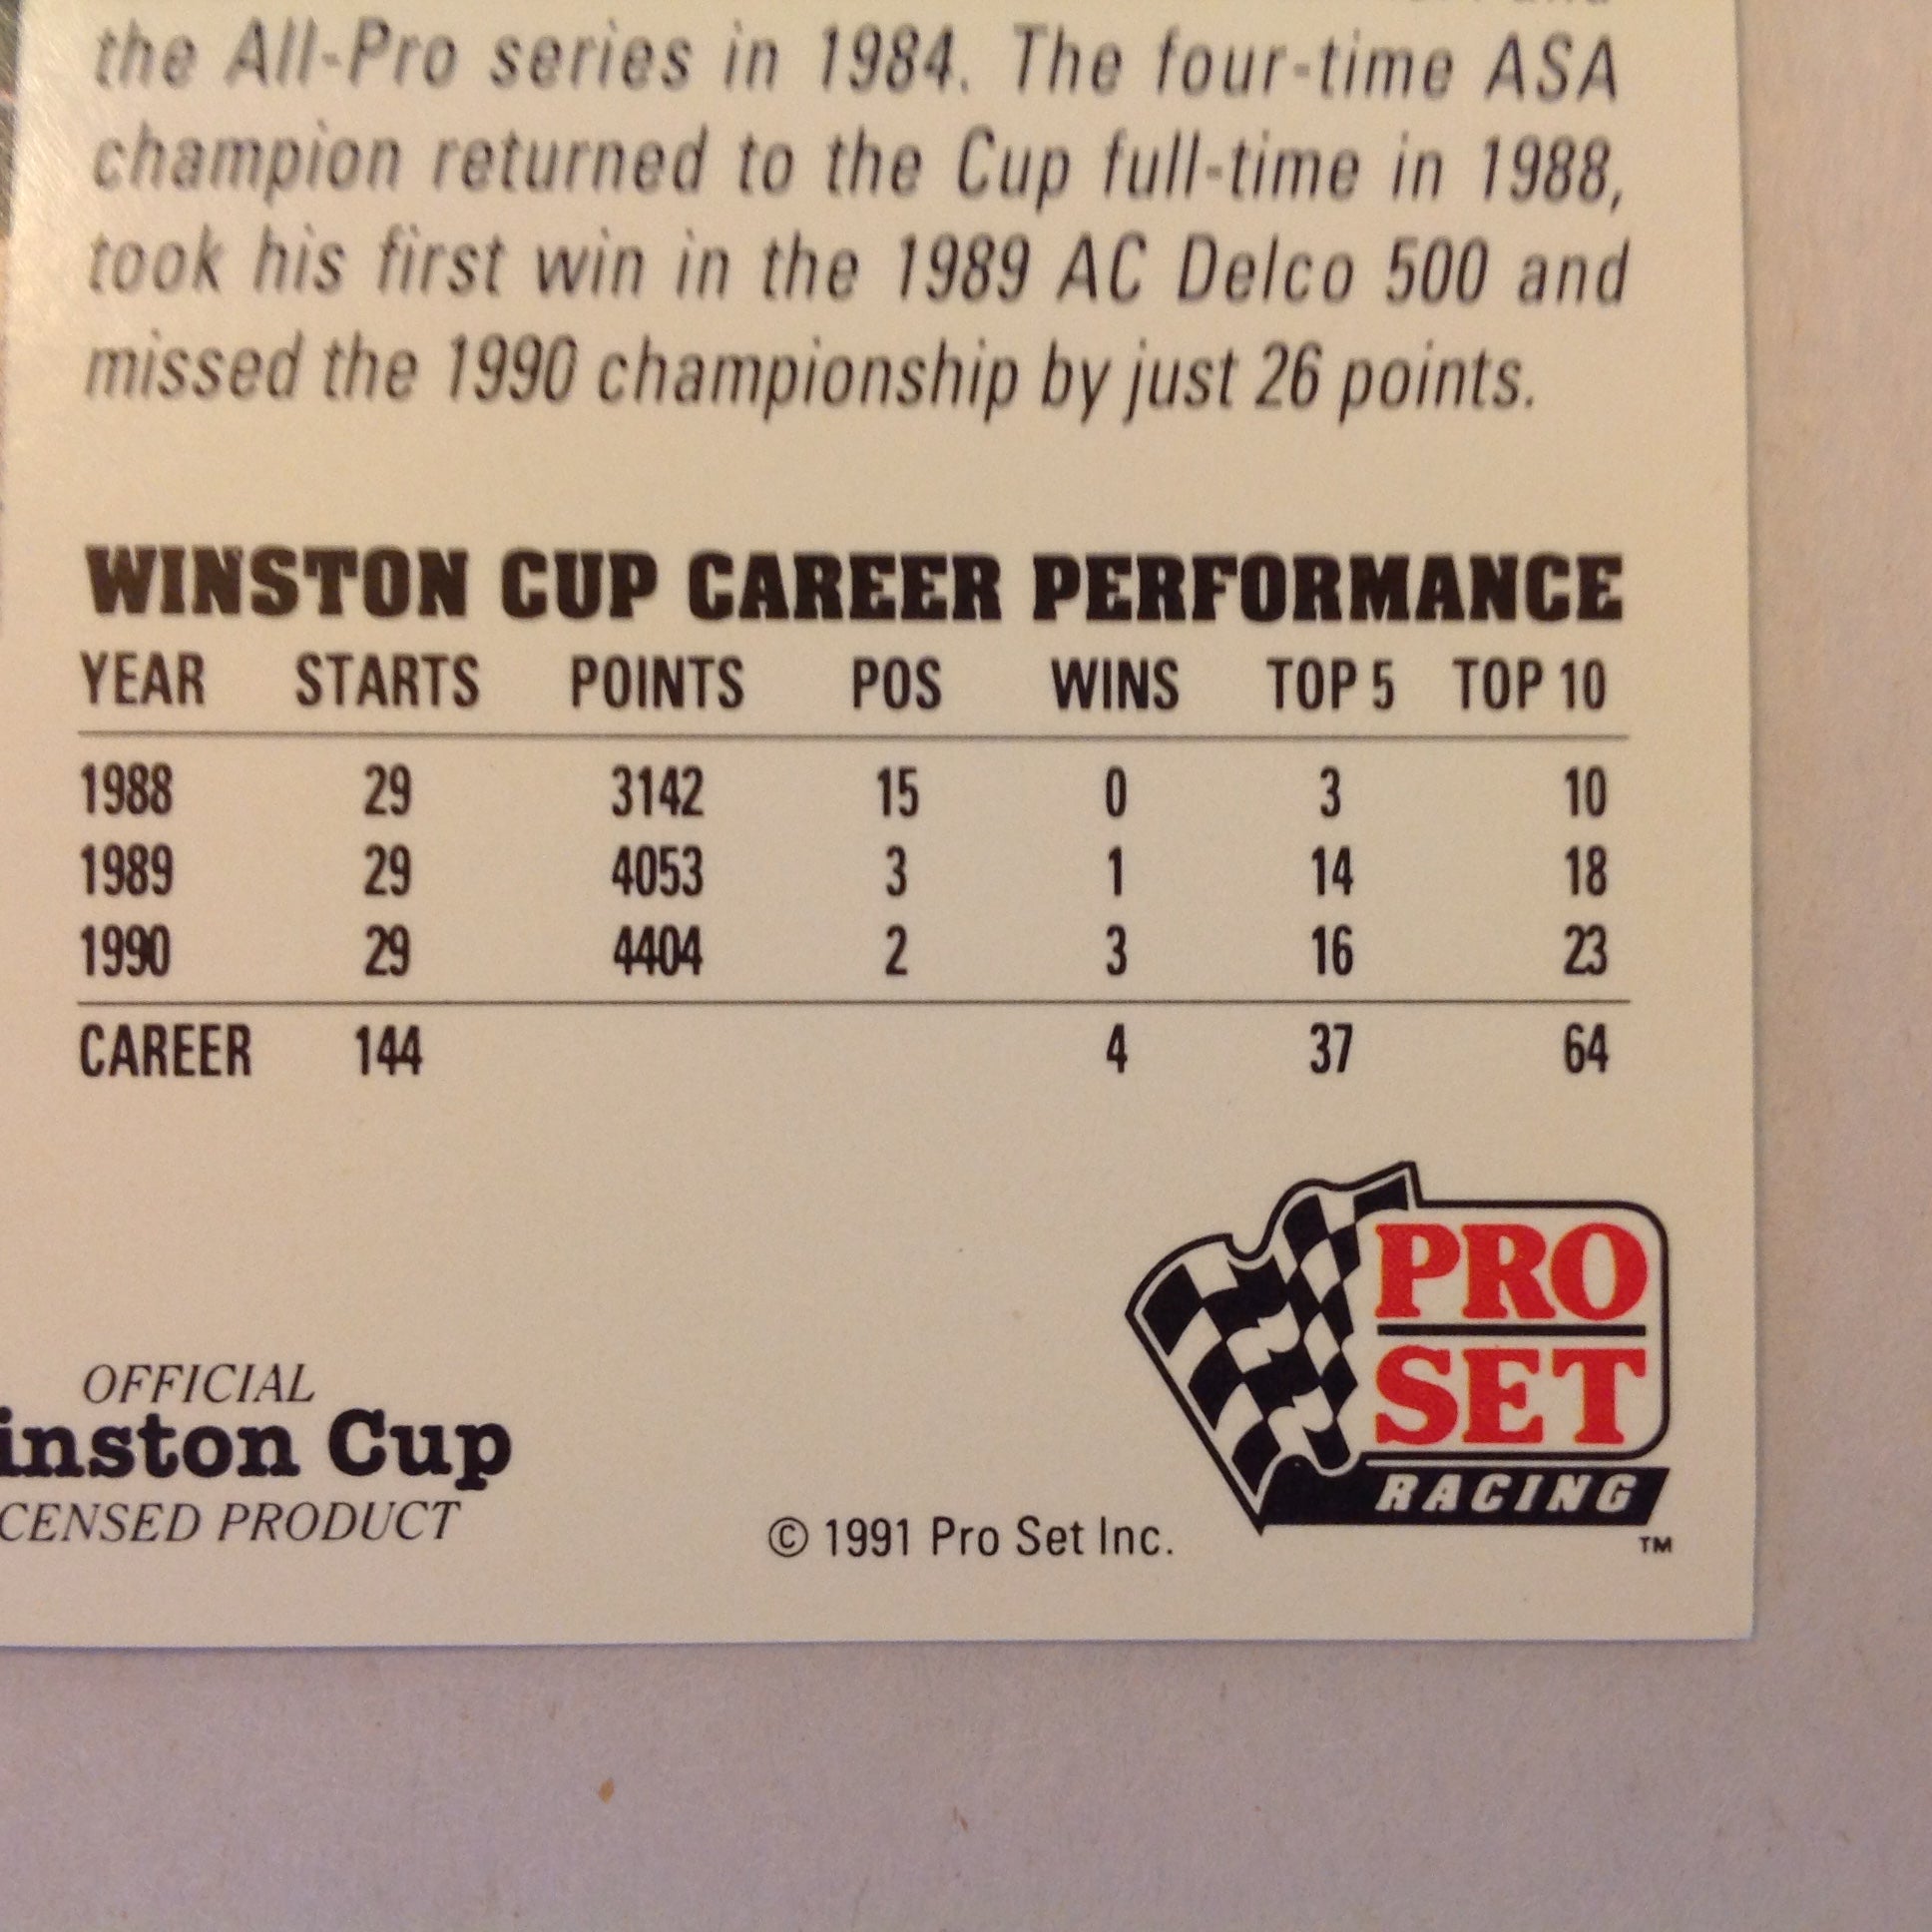 the All-Pro series in 1984. The four-time ASA
champion returned to the Cup full-time in 1988,
took his first win in the 1989 AC Delco 500 and
missed the 1990 championship by just 26 points.
WINSTON CUP CAREER PERFORMANCE
YEAR STARTS POINTS POS WINS TOP 5 TOP 10
1988 29 3142 15 0 3 10
1989 29 4053 3 1 14 18
1990 29 4404 2 3 16 23
CAREER 144 4 37 64
OFFICIAL
inston Cup
CENSED PRODUCT
© 1991 Pro Set Inc.
PRO
SET
RACING
TM